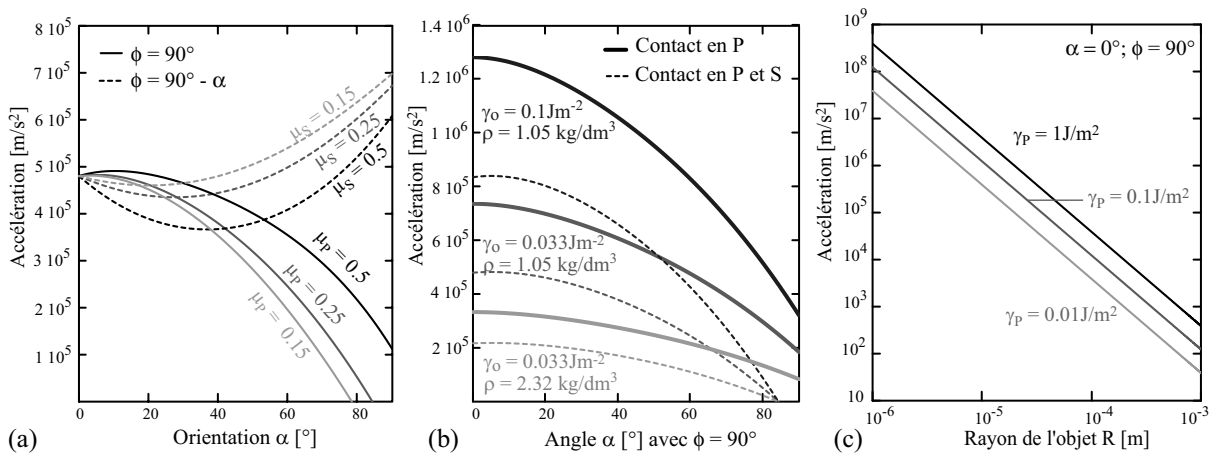 8 10⁵
7 10⁵
6 10⁵
5 10⁵
4 10⁵
3 10⁵
2 10⁵
1 10⁵
Accélération [m/s²]
ϕ = 90°
ϕ = 90° - α
μS = 0.15
μS = 0.25
μS = 0.5
μP = 0.5
μP = 0.25
μP = 0.15
0
20
40
60
80
(a)
Orientation α [°]
1.4 10⁶
1.2 10⁶
1 10⁶
8 10⁵
6 10⁵
4 10⁵
2 10⁵
Accélération [m/s²]
Contact en P
Contact en P et S
γo = 0.1Jm⁻²
ρ = 1.05 kg/dm³
γo = 0.033Jm⁻²
ρ = 1.05 kg/dm³
γo = 0.033Jm⁻²
ρ = 2.32 kg/dm³
0
20
40
60
80
(b)
Angle α [°] avec ϕ = 90°
10⁹
10⁸
10⁷
10⁶
10⁵
10⁴
10³
10²
10
Accélération [m/s²]
α = 0°; ϕ = 90°
γP = 1J/m²
γP = 0.1J/m²
γP = 0.01J/m²
10⁻⁶
10⁻⁵
10⁻⁴
10⁻³
(c)
Rayon de l'objet R [m]